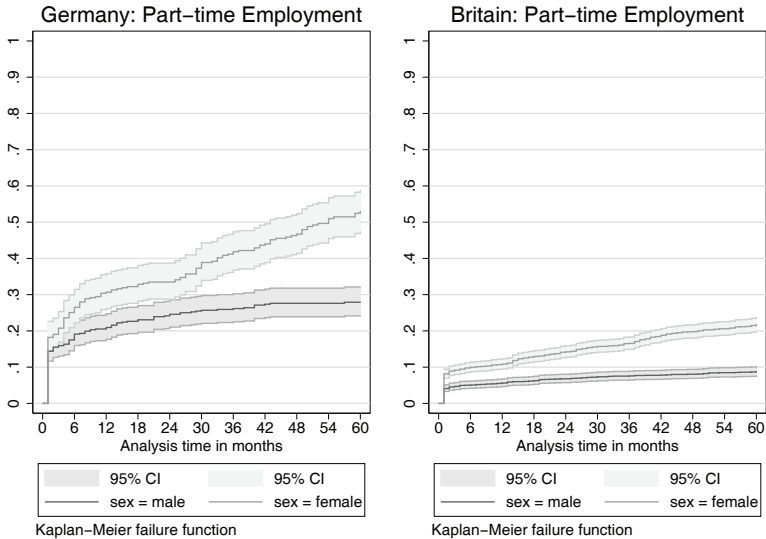 Germany: Part−time Employment
1
.9
.8
.7
.6
.5
.4
.3
.2
.1
0
0 6 12 18 24 30 36 42 48 54 60
Analysis time in months
95% CI 95% CI
sex = male sex = female
Kaplan−Meier failure function
Britain: Part−time Employment
1
.9
.8
.7
.6
.5
.4
.3
.2
.1
0
0 6 12 18 24 30 36 42 48 54 60
Analysis time in months
95% CI 95% CI
sex = male sex = female
Kaplan−Meier failure function